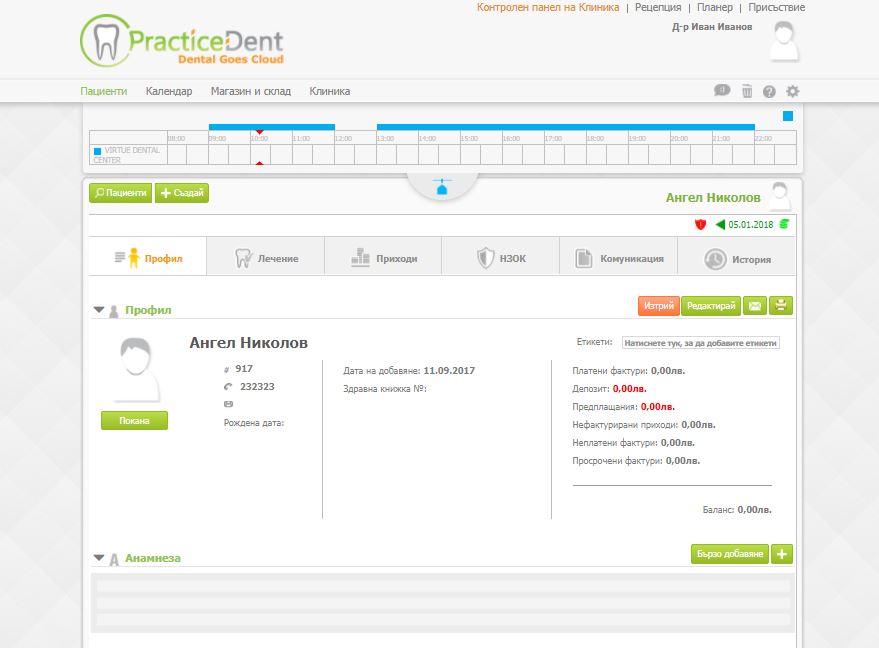 Контролен панел на Клиника | Рецепция | Планер | Присъствие
PracticeDent
Dental Goes Cloud
Д-р Иван Иванов
Пациенти Календар Магазин и склад Клиника
08:00 09:00 10:00 11:00 12:00 13:00 14:00 15:00 16:00 17:00 18:00 19:00 20:00 21:00 22:00
VIRTUE DENTAL
CENTER
Пациенти Създай
Ангел Николов
05.01.2018
Профил Лечение Приходи НЗОК Комуникация История
Профил
Изтрий Редактирай
Ангел Николов
Етикети: Натиснете тук, за да добавите етикети
# 917
232323
Рождена дата:
Покана
Дата на добавяне: 11.09.2017
Здравна книжка №:
Платени фактури: 0,00лв.
Депозит: 0,00лв.
Предплащания: 0,00лв.
Нефактурирани приходи: 0,00лв.
Неплатени фактури: 0,00лв.
Просрочени фактури: 0,00лв.
Баланс: 0,00лв.
A Анамнеза
Бързо добавяне +